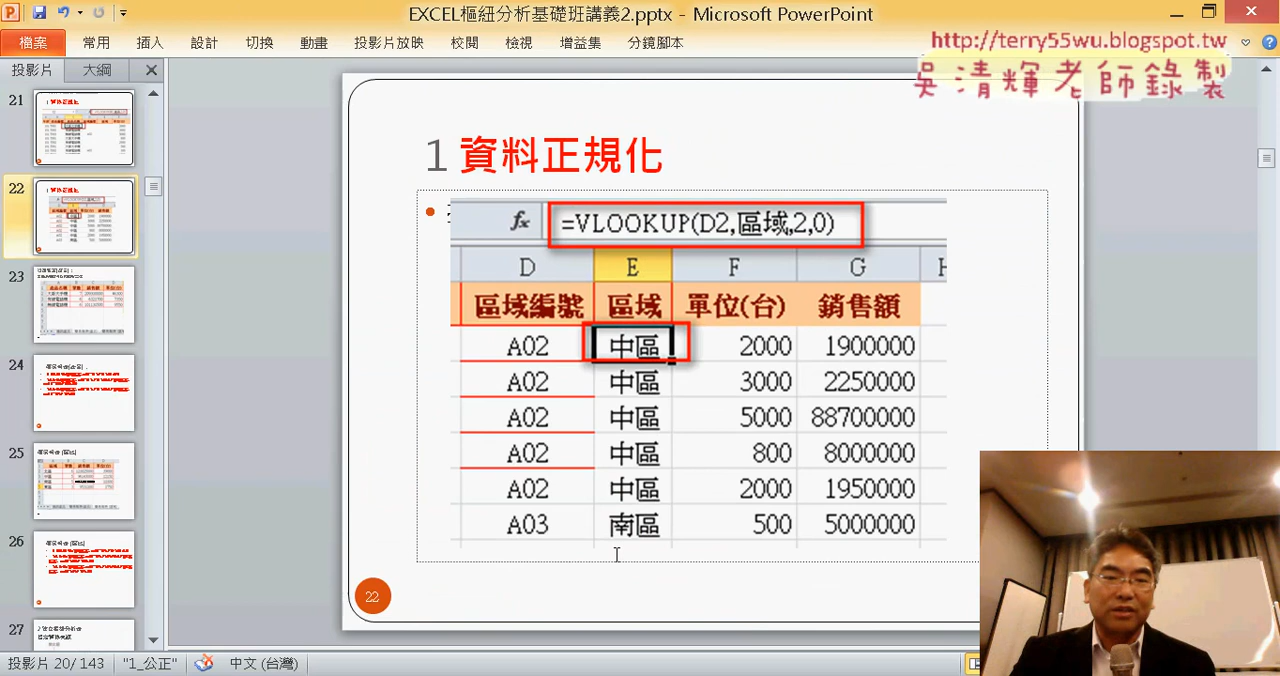 EXCEL樞紐分析基礎班講義2.pptx - Microsoft PowerPoint
檔案 常用 插入 設計 切換 動畫 投影片放映 校閱 檢視 增益集 分鏡腳本
http://terry55wu.blogspot.tw
吳清輝老師錄製
投影片 大綱
21
22
23
24
25
26
27
1 資料正規化
fx =VLOOKUP(D2,區域,2,0)
D E F G H
區域編號 區域 單位(台) 銷售額
A02 中區 2000 1900000
A02 中區 3000 2250000
A02 中區 5000 88700000
A02 中區 800 8000000
A02 中區 2000 1950000
A03 南區 500 5000000
22
投影片 20/143 "1_公正" 中文 (台灣)